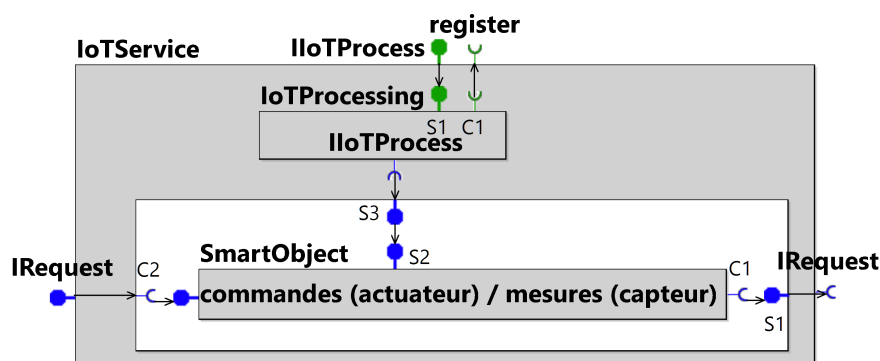 register
IIoTProcess
IoTService
IoTProcessing
S1 C1
IIoTProcess
S3
SmartObject
S2
IRequest
C2
C1
IRequest
commandes (actuateur) / mesures (capteur)
S1